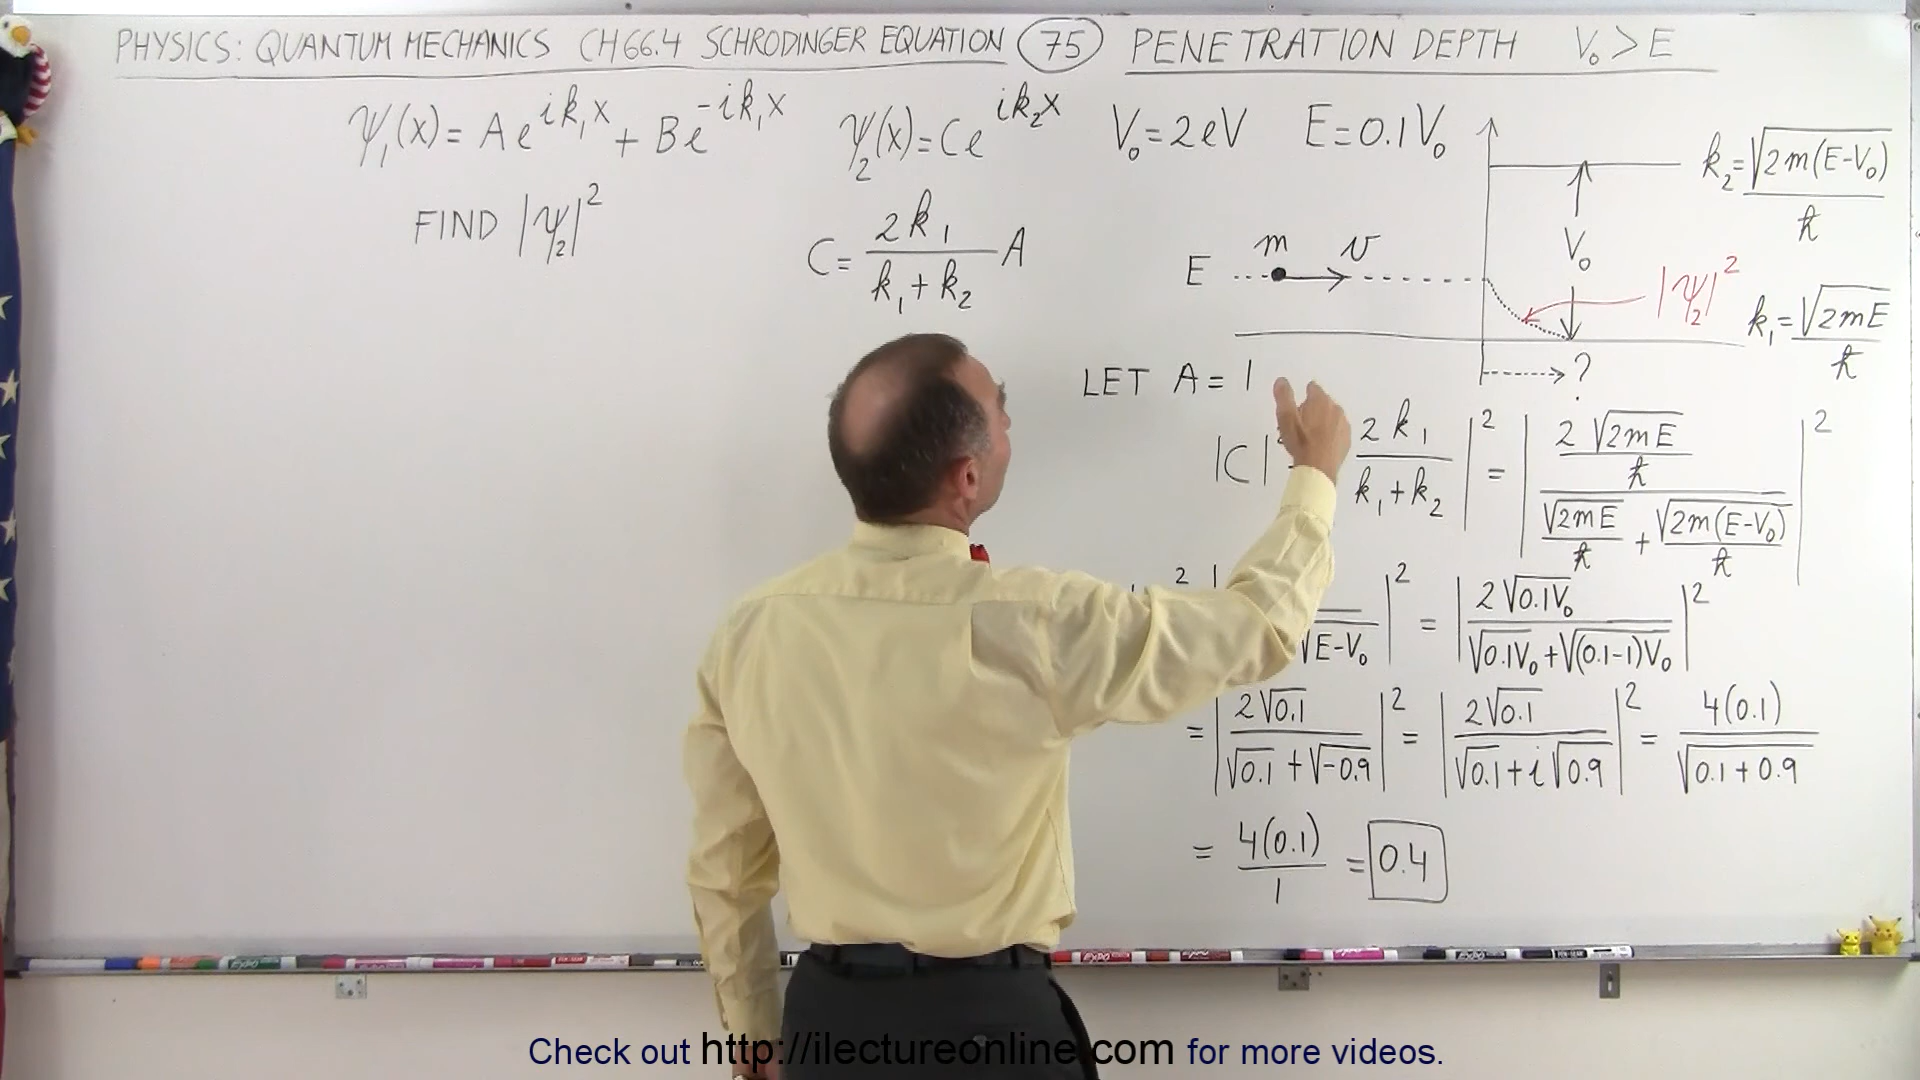 PHYSICS: QUANTUM MECHANICS CH 66.4 SCHRODINGER EQUATION 75 PENETRATION DEPTH V₀ > E
ψ₁(x) = Ae^{ik₁x} + Be^{-ik₁x} ψ₂(x) = Ce^{ik₂x} V₀ = 2eV E = 0.1V₀ k₂ = √(2m(E-V₀)) / ħ
FIND |ψ₂|² C = 2k₁ / (k₁ + k₂) A
E m v V₀ |ψ₂|² k₁ = √(2mE) / ħ
LET A = 1 ?
|C|² 2k₁ / (k₁ + k₂) |² = | (2√(2mE) / ħ) / (√(2mE) / ħ + √(2m(E-V₀)) / ħ) |²
² | √(E-V₀) |² = | 2√(0.1V₀) / (√(0.1V₀) + √((0.1-1)V₀)) |²
= | 2√0.1 / (√0.1 + √-0.9) |² = | 2√0.1 / (√0.1 + i√0.9) |² = 4(0.1) / √(0.1 + 0.9)
= 4(0.1) / 1 = 0.4
EXPO
Check out http://ilectureonline.com for more videos.